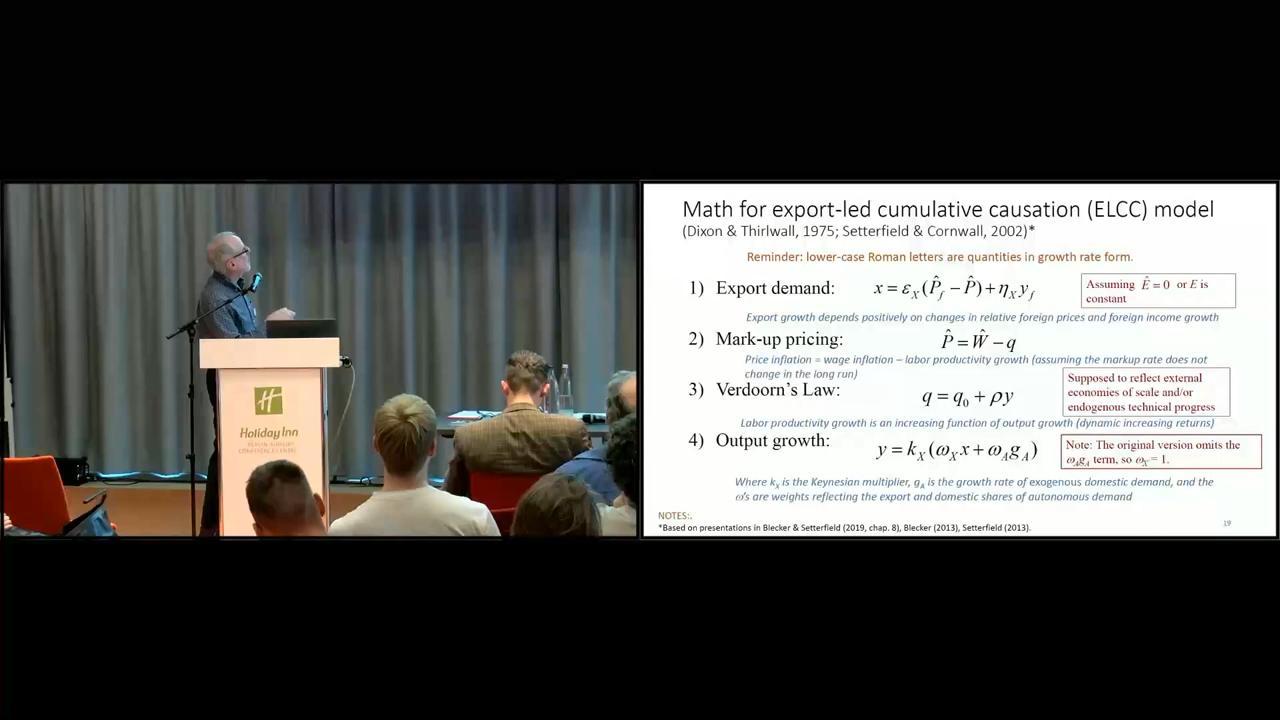 Holiday Inn
BERLIN AIRPORT
CONFERENCE CENTRE
Math for export-led cumulative causation (ELCC) model
(Dixon & Thirlwall, 1975; Setterfield & Cornwall, 2002)*
Reminder: lower-case Roman letters are quantities in growth rate form.
1) Export demand: x = ε_X(P̂_f − P̂) + η_X y_f
Assuming Ê = 0 or E is
constant
Export growth depends positively on changes in relative foreign prices and foreign income growth
2) Mark-up pricing: P̂ = Ŵ − q
Price inflation = wage inflation – labor productivity growth (assuming the markup rate does not
change in the long run)
3) Verdoorn's Law: q = q₀ + ρy
Supposed to reflect external
economies of scale and/or
endogenous technical progress
Labor productivity growth is an increasing function of output growth (dynamic increasing returns)
4) Output growth: y = k_X(ω_X x + ω_A g_A)
Note: The original version omits the
ω_A g_A term, so ω_X = 1.
Where k_X is the Keynesian multiplier, g_A is the growth rate of exogenous domestic demand, and the
ω's are weights reflecting the export and domestic shares of autonomous demand
NOTES:.
*Based on presentations in Blecker & Setterfield (2019, chap. 8), Blecker (2013), Setterfield (2013).
19